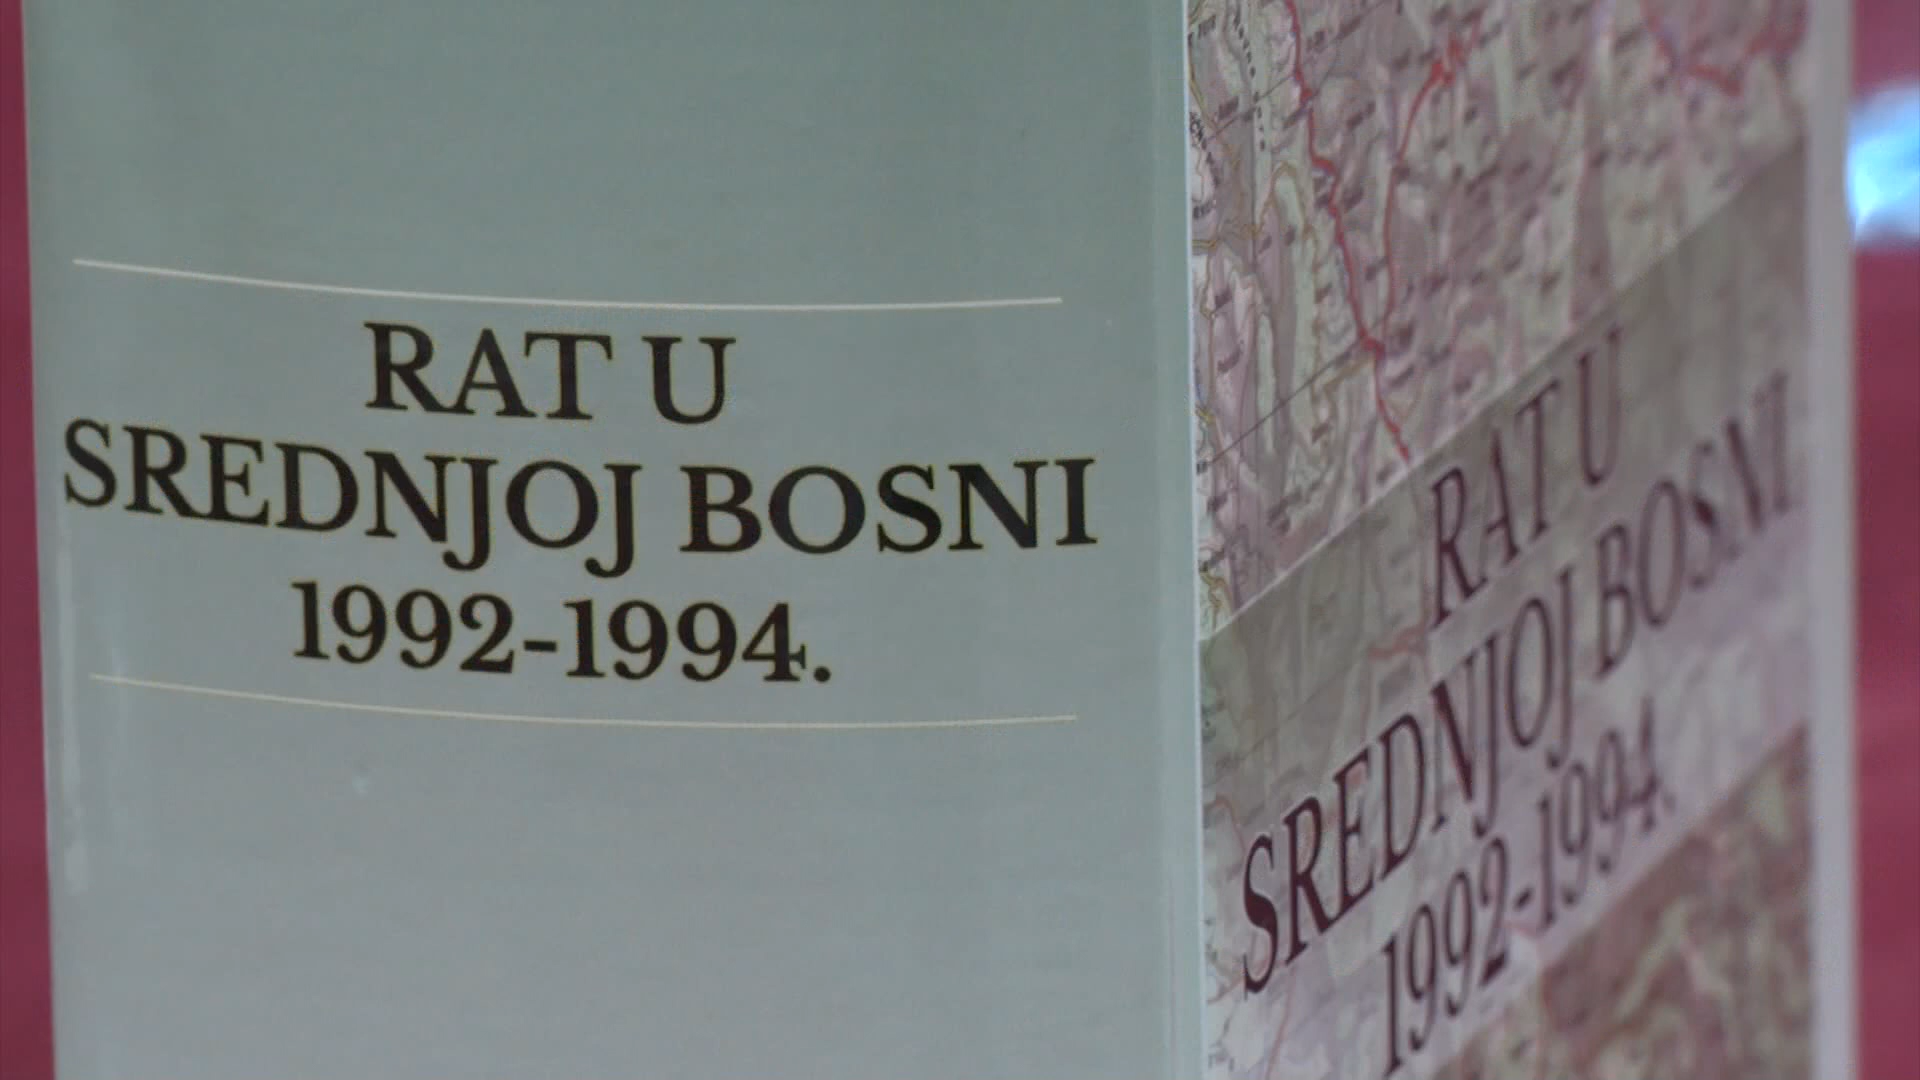 RAT U
SREDNJOJ BOSNI
1992-1994.
RAT U
SREDNJOJ BOSNI
1992-1994.